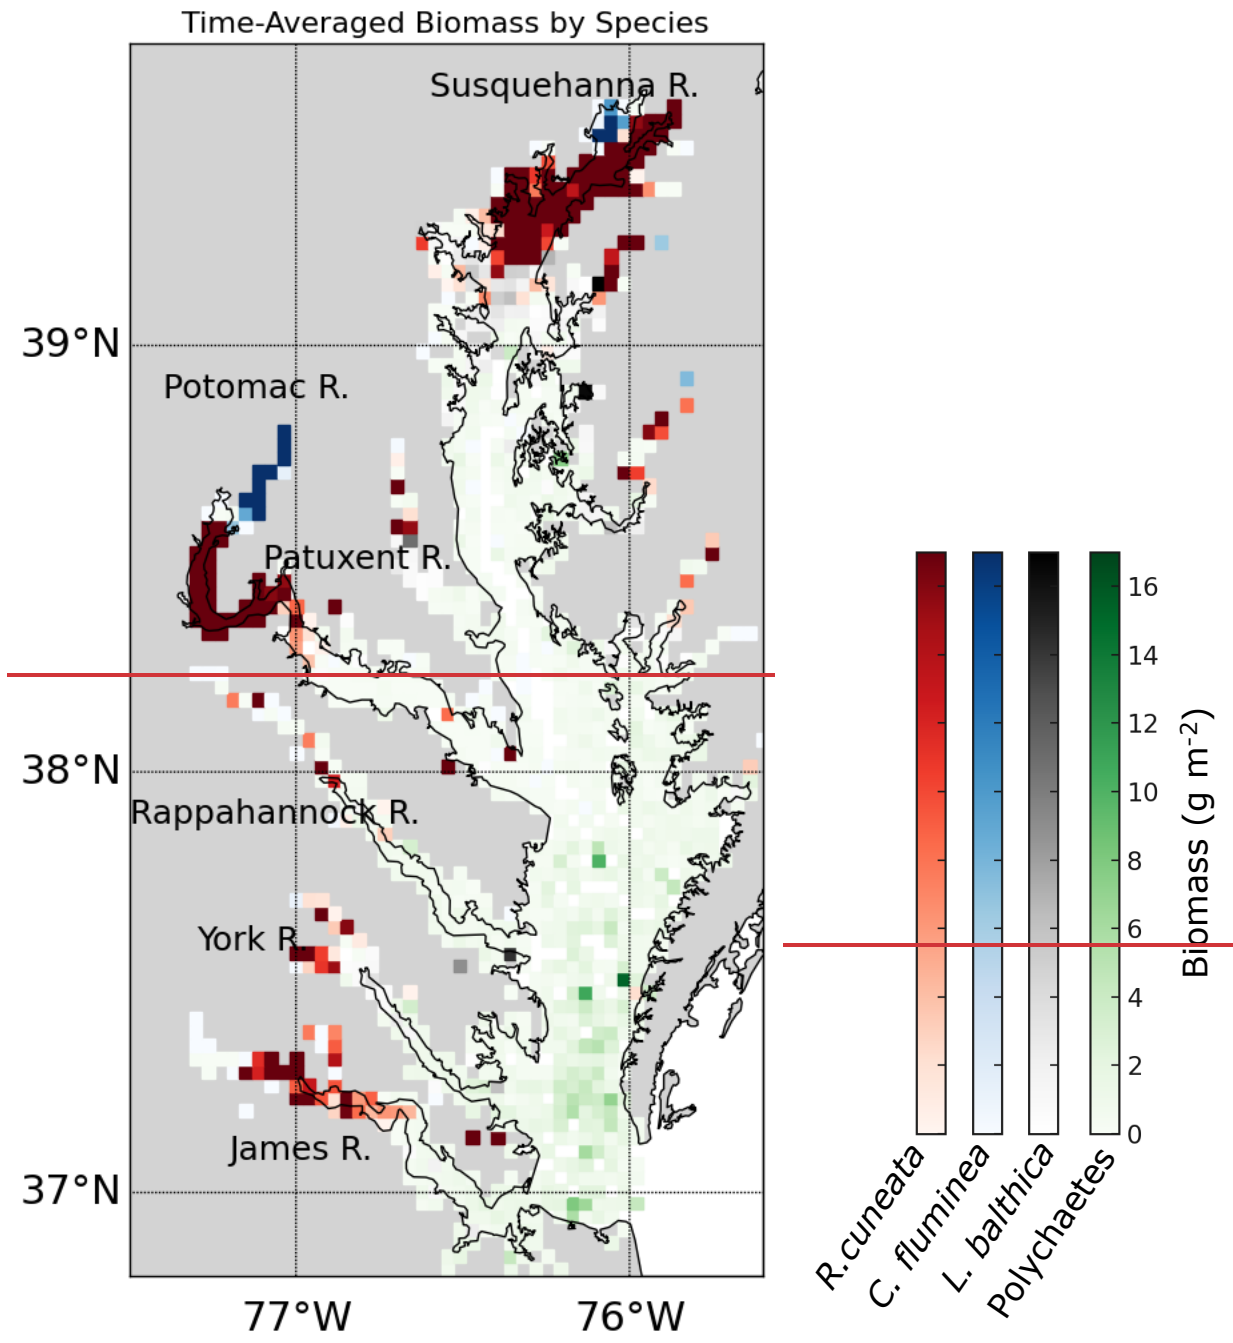 Time-Averaged Biomass by Species
Susquehanna R.
39°N
Potomac R.
Patuxent R.
38°N
Rappahannock R.
York R.
James R.
37°N
77°W
76°W
16
14
12
10
8
6
4
2
0
Biomass (g m⁻²)
R.cuneata
C. fluminea
L. balthica
Polychaetes